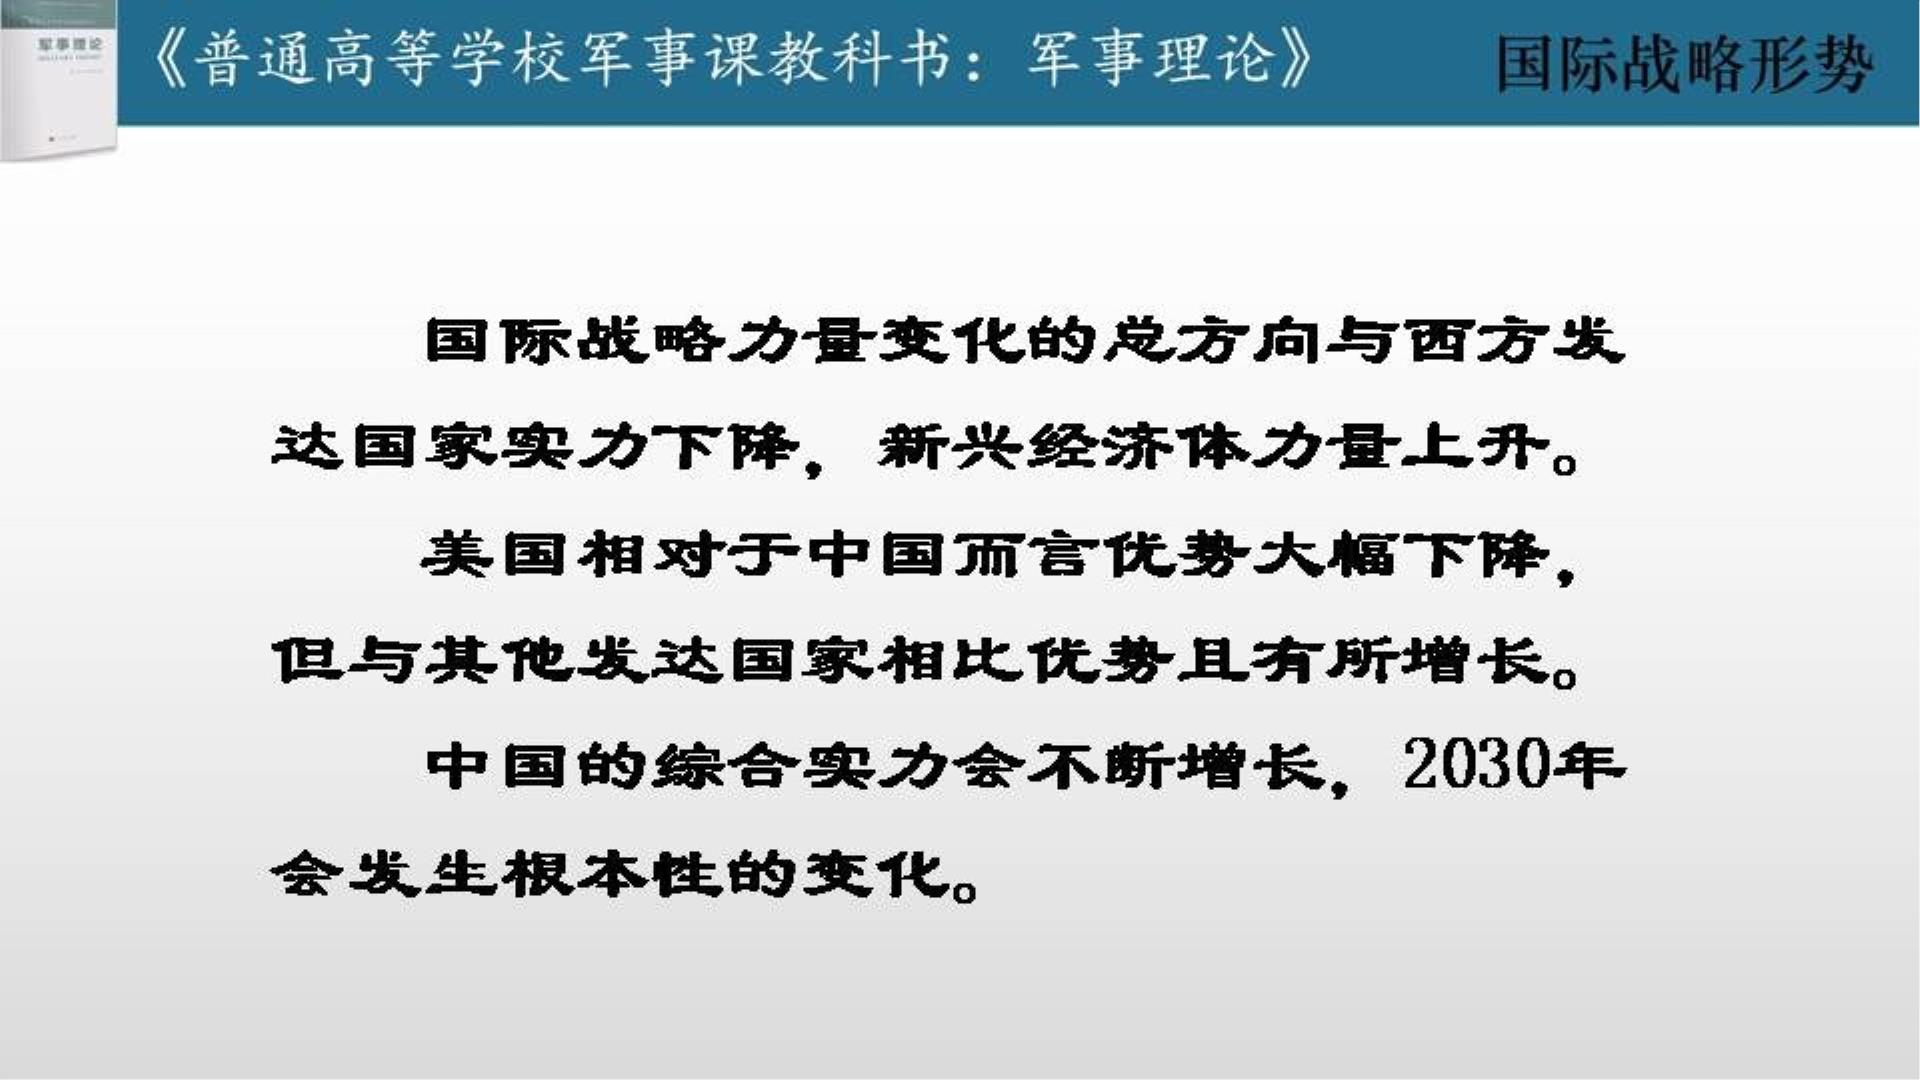 军事理论
《普通高等学校军事课教科书：军事理论》
国际战略形势
国际战略力量变化的总方向与西方发
达国家实力下降，新兴经济体力量上升。
美国相对于中国而言优势大幅下降，
但与其他发达国家相比优势且有所增长。
中国的综合实力会不断增长，2030年
会发生根本性的变化。